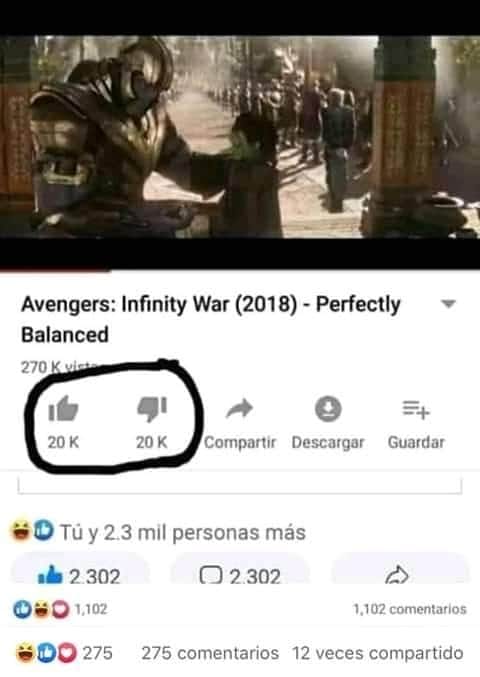 Avengers: Infinity War (2018) - Perfectly
Balanced
270 K vistas
20 K 20 K Compartir Descargar Guardar
Tú y 2.3 mil personas más
2.302 2.302
1,102 1,102 comentarios
275 275 comentarios 12 veces compartido